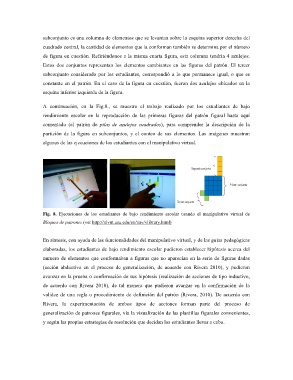 subconjunto es una columna de elementos que se levantan sobre la esquina superior derecha del
cuadrado central, la cantidad de elementos que la conforman también se determina por el número
de figura en cuestión. Refiriéndonos a la misma cuarta figura, esta columna tendría 4 azulejos.
Estos dos conjuntos representan los elementos cambiantes en las figuras del patrón. El tercer
subconjunto considerado por los estudiantes, correspondió a lo que permanece igual, o que es
constante en el patrón. En el caso de la figura en cuestión, fueron dos azulejos ubicados en la
esquina inferior izquierda de la figura.
A continuación, en la Fig.8., se muestra el trabajo realizado por los estudiantes de bajo
rendimiento escolar en la reproducción de las primeras figuras del patrón figural hasta aquí
comentado (el patrón de pilas de azulejos cuadrados), para comprender la descripción de la
partición de la figura en subconjuntos, y el conteo de sus elementos. Las imágenes muestran
algunas de las ejecuciones de los estudiantes con el manipulativo virtual.
Fig. 8. Ejecuciones de los estudiantes de bajo rendimiento escolar usando el manipulativo virtual de
Bloques de patrones (ver http://nlvm.usu.edu/es/nav/vlibrary.html)
En síntesis, con ayuda de las funcionalidades del manipulativo virtual, y de las guías pedagógicas
elaboradas, los estudiantes de bajo rendimiento escolar pudieron establecer hipótesis acerca del
número de elementos que conformaban a figuras que no aparecían en la serie de figuras dadas
(acción abductiva en el proceso de generalización, de acuerdo con Rivera 2010), y pudieron
avanzar en la prueba o confirmación de sus hipótesis (realización de acciones de tipo inductivo,
de acuerdo con Rivera 2010), de tal manera que pudieron avanzar en la confirmación de la
validez de una regla o procedimiento de definición del patrón (Rivera, 2010). De acuerdo con
Rivera, la experimentación de ambos tipos de acciones forman parte del proceso de
generalización de patrones figurales, vía la visualización de las plantillas figurales convenientes,
y según las propias estrategias de resolución que decidan los estudiantes llevar a cabo.